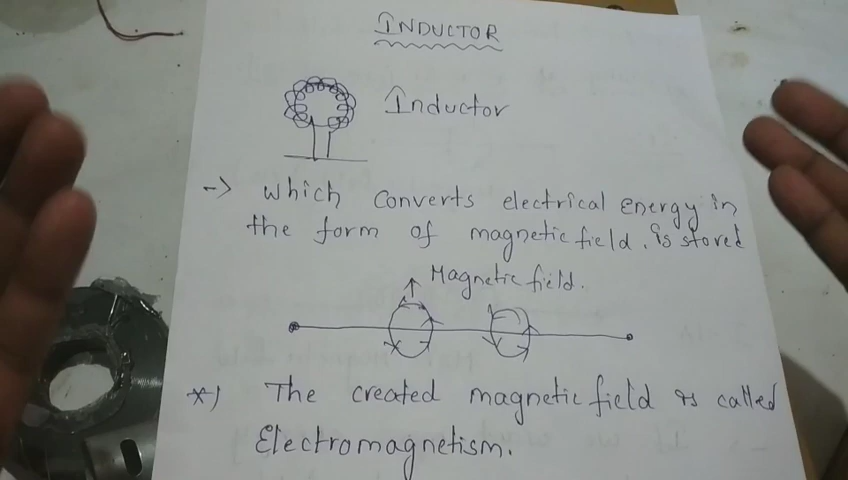 INDUCTOR
Inductor
-> which converts electrical energy in
the form of magnetic field. is stored
Magnetic field.
*) The created magnetic field is called
Electromagnetism.